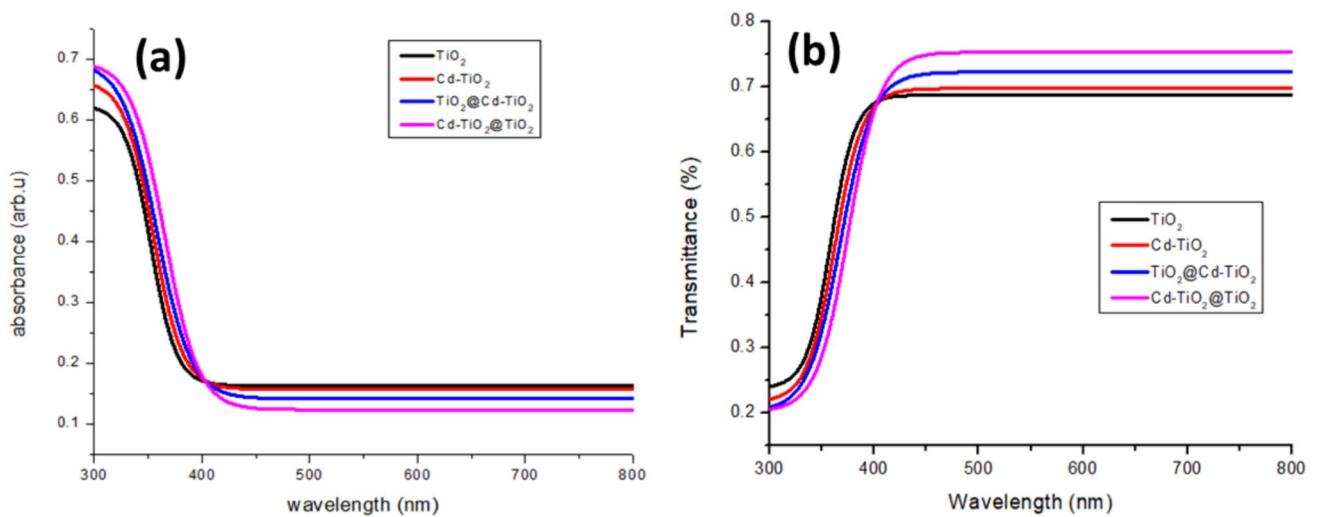 (a)
TiO₂
Cd-TiO₂
TiO₂@Cd-TiO₂
Cd-TiO₂@TiO₂
absorbance (arb.u)
0.7
0.6
0.5
0.4
0.3
0.2
0.1
300 400 500 600 700 800
wavelength (nm)
(b)
TiO₂
Cd-TiO₂
TiO₂@Cd-TiO₂
Cd-TiO₂@TiO₂
Transmittance (%)
0.8
0.7
0.6
0.5
0.4
0.3
0.2
300 400 500 600 700 800
Wavelength (nm)